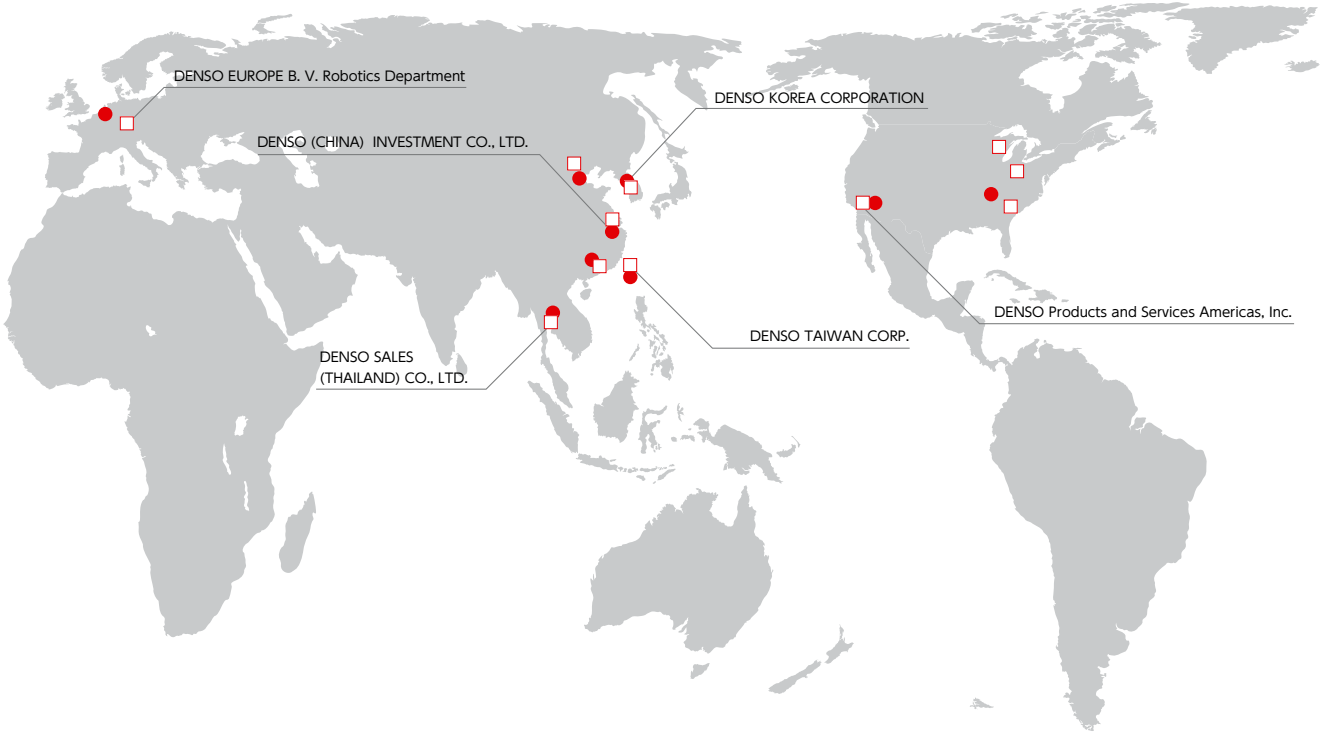 DENSO EUROPE B. V. Robotics Department
DENSO KOREA CORPORATION
DENSO (CHINA) INVESTMENT CO., LTD.
DENSO Products and Services Americas, Inc.
DENSO TAIWAN CORP.
DENSO SALES
(THAILAND) CO., LTD.